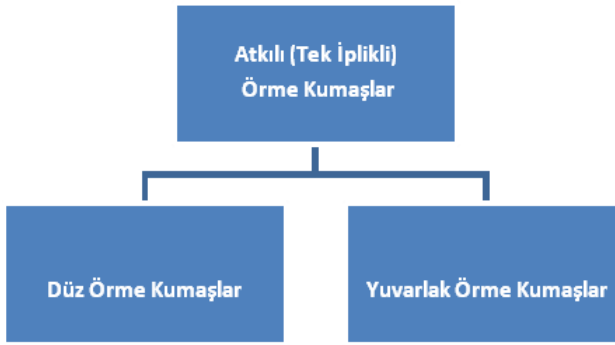 Atkılı (Tek İplikli)
Örme Kumaşlar
Düz Örme Kumaşlar
Yuvarlak Örme Kumaşlar